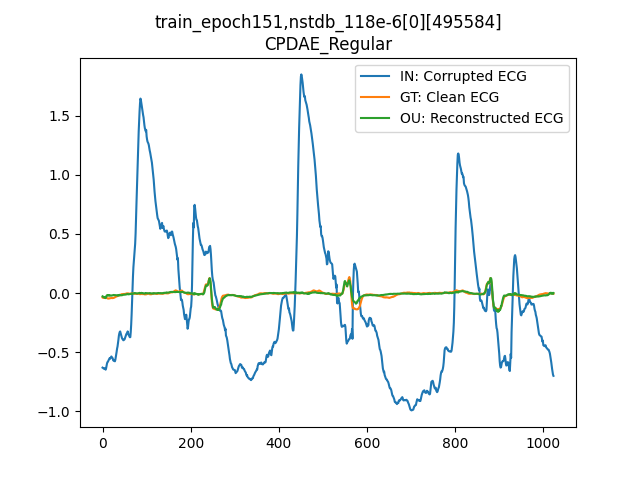 train_epoch151,nstdb_118e-6[0][495584]
CPDAE_Regular
IN: Corrupted ECG
GT: Clean ECG
OU: Reconstructed ECG
1.5
1.0
0.5
0.0
−0.5
−1.0
0 200 400 600 800 1000